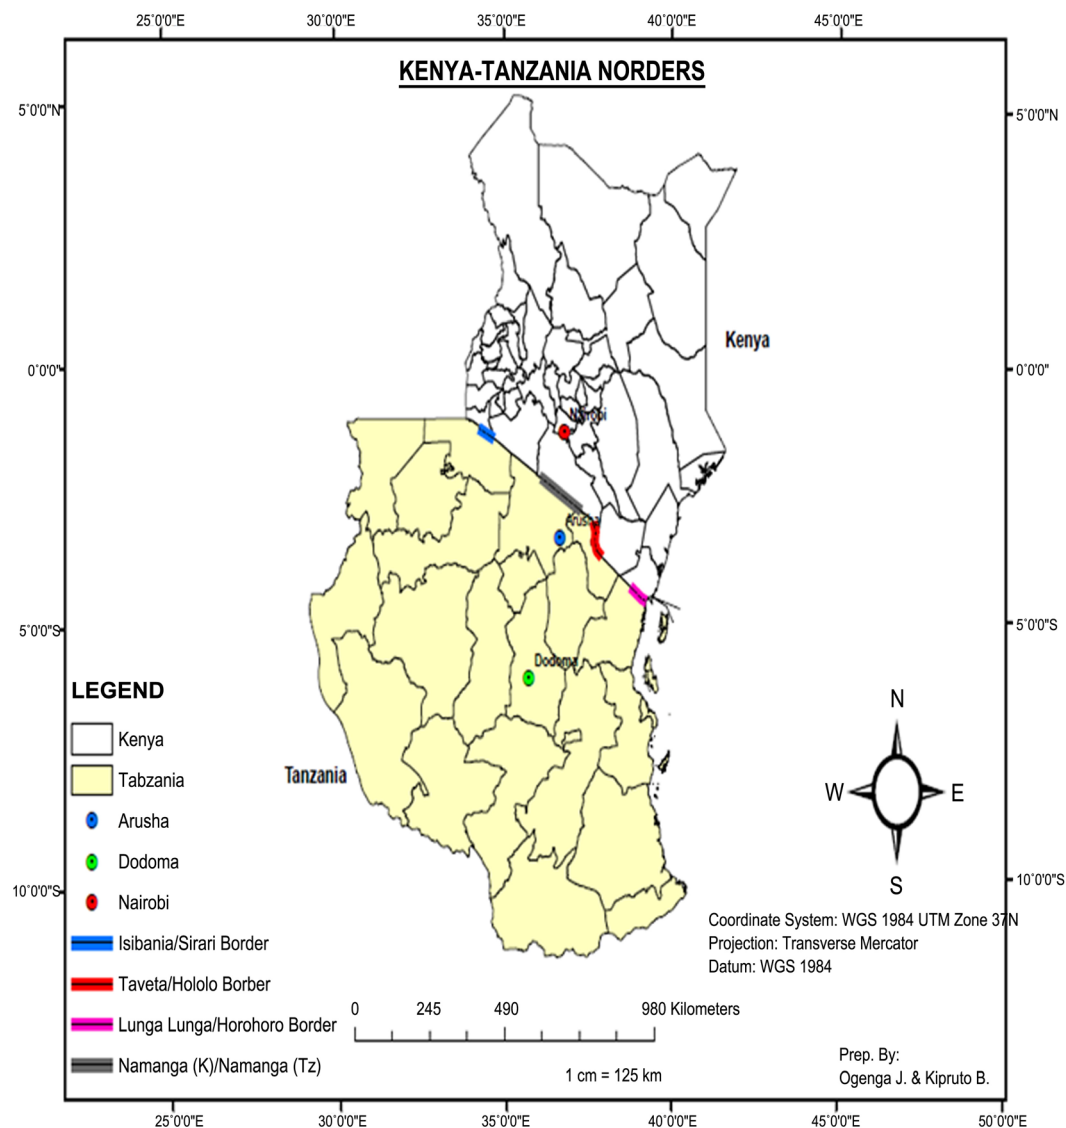 25°0'0"E 30°0'0"E 35°0'0"E 40°0'0"E 45°0'0"E
KENYA-TANZANIA NORDERS
5°0'0"N 5°0'0"N
Kenya
0°0'0" 0°0'0"
Nairobi
Arusha
5°0'0"S 5°0'0"S
Dodoma
Tanzania
LEGEND
Kenya
Tabzania
Arusha
Dodoma
Nairobi
Isibania/Sirari Border
Taveta/Hololo Borber
Lunga Lunga/Horohoro Border
Namanga (K)/Namanga (Tz)
N
W E
S
10°0'0"S 10°0'0"S
Coordinate System: WGS 1984 UTM Zone 37N
Projection: Transverse Mercator
Datum: WGS 1984
0 245 490 980 Kilometers
1 cm = 125 km
Prep. By:
Ogenga J. & Kipruto B.
25°0'0"E 30°0'0"E 35°0'0"E 40°0'0"E 45°0'0"E 50°0'0"E